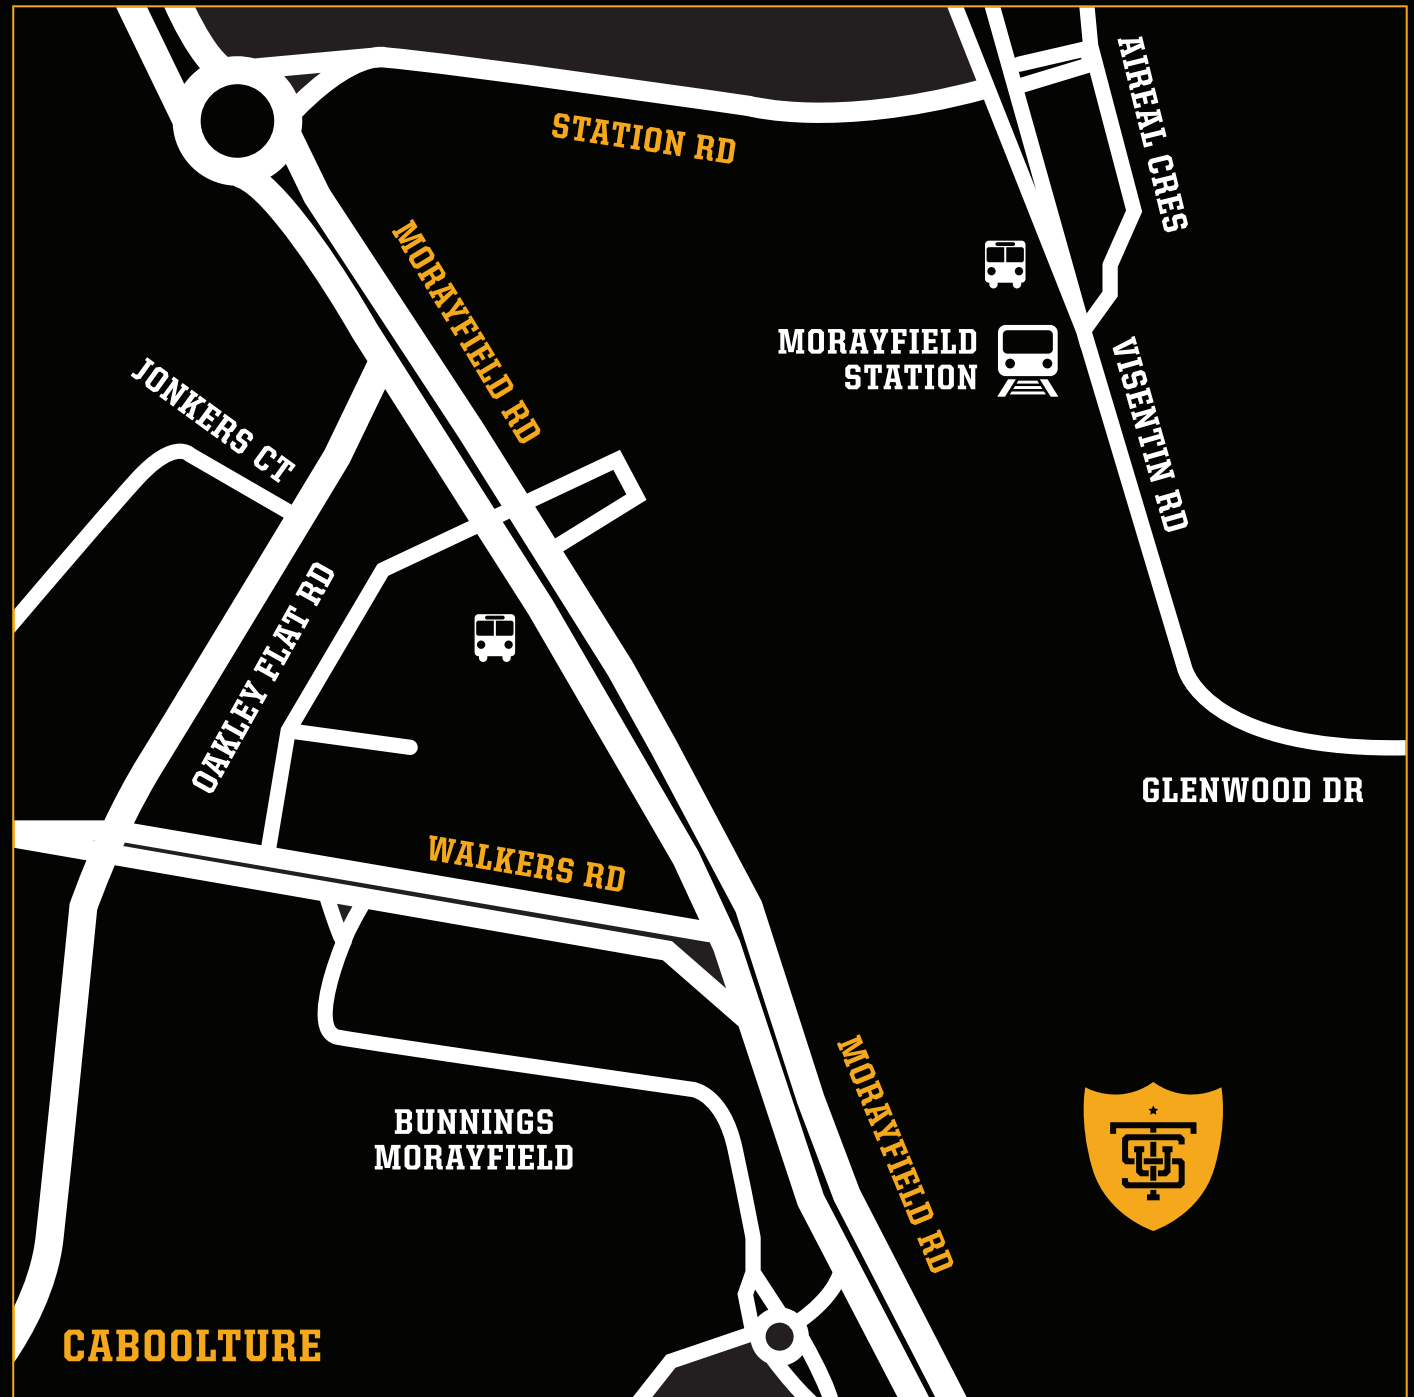 AIREAL CRES
STATION RD
MORAYFIELD RD
MORAYFIELD
STATION
VISENTIN RD
JONKERS CT
OAKLEY FLAT RD
GLENWOOD DR
WALKERS RD
MORAYFIELD RD
BUNNINGS
MORAYFIELD
CABOOLTURE